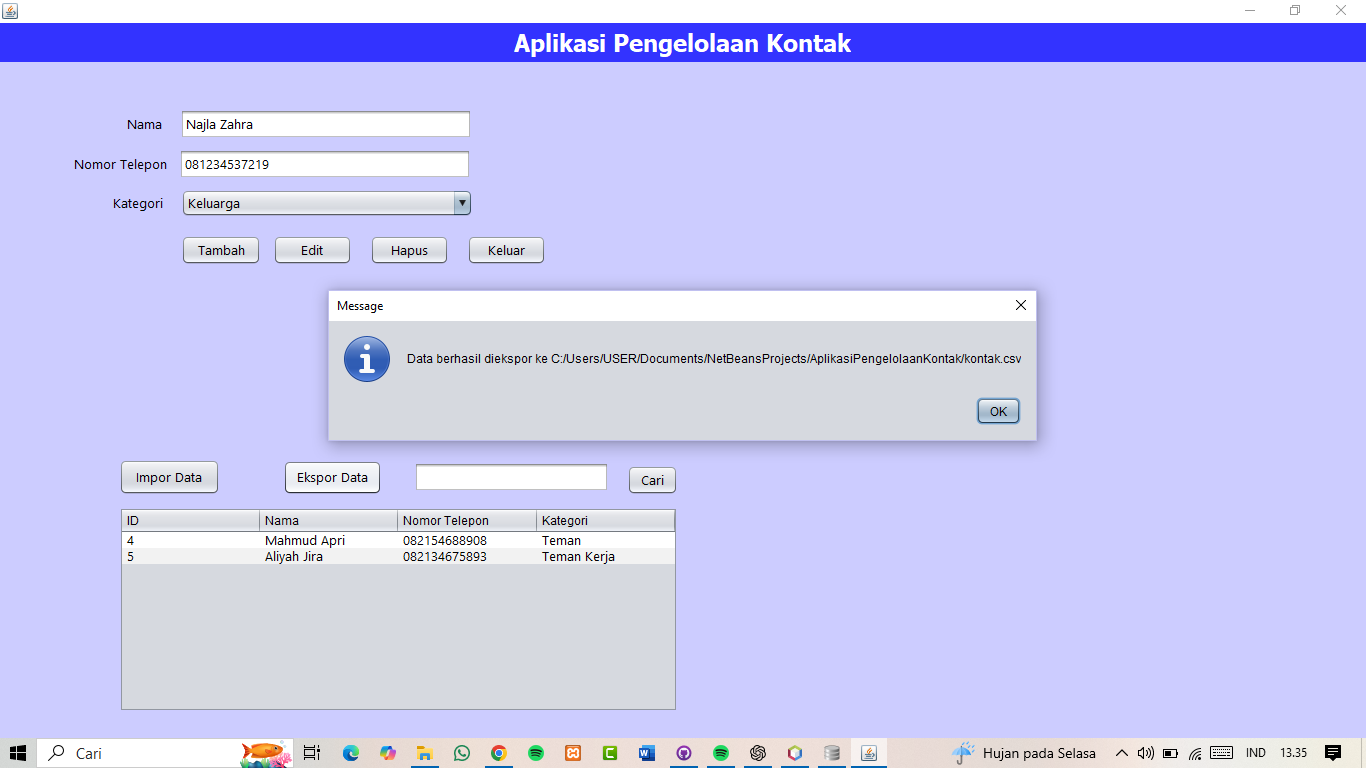 Aplikasi Pengelolaan Kontak
Nama Najla Zahra
Nomor Telepon 081234537219
Kategori Keluarga
Tambah Edit Hapus Keluar
Message
Data berhasil diekspor ke C:/Users/USER/Documents/NetBeansProjects/AplikasiPengelolaanKontak/kontak.csv
OK
Impor Data Ekspor Data Cari
ID Nama Nomor Telepon Kategori
4 Mahmud Apri 082154688908 Teman
5 Aliyah Jira 082134675893 Teman Kerja
Cari Hujan pada Selasa IND 13.35